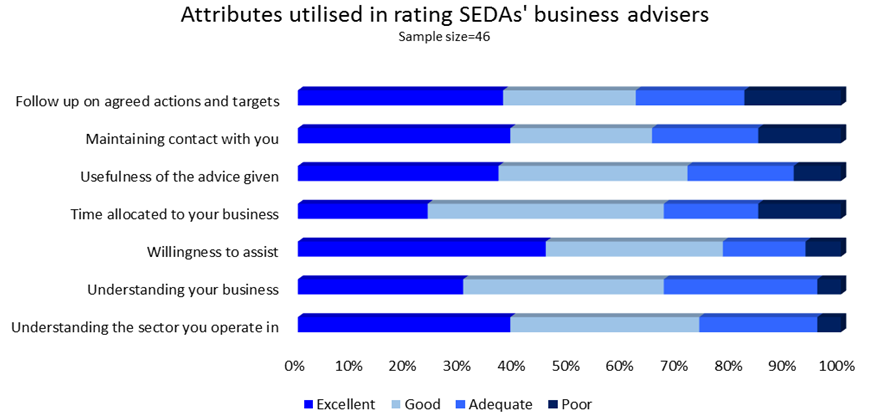 Attributes utilised in rating SEDAs' business advisers
Sample size=46
Follow up on agreed actions and targets
Maintaining contact with you
Usefulness of the advice given
Time allocated to your business
Willingness to assist
Understanding your business
Understanding the sector you operate in
0% 10% 20% 30% 40% 50% 60% 70% 80% 90% 100%
Excellent Good Adequate Poor